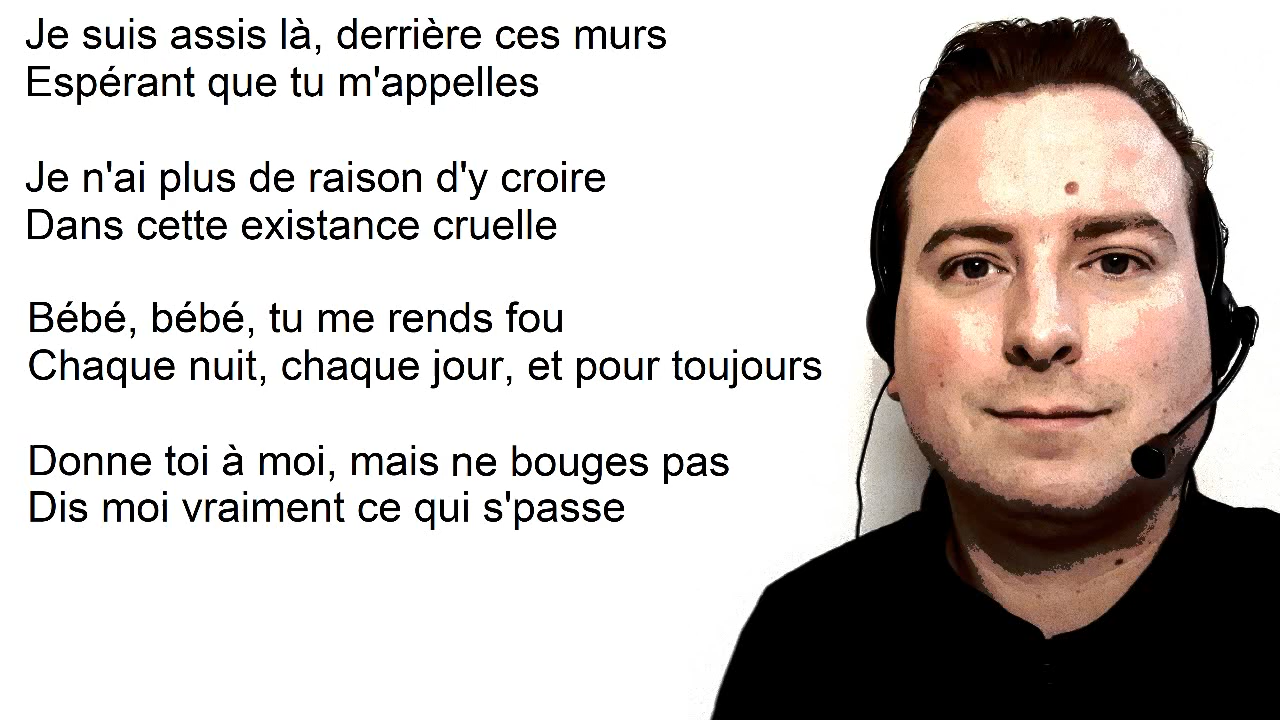 Je suis assis là, derrière ces murs
Espérant que tu m'appelles
Je n'ai plus de raison d'y croire
Dans cette existance cruelle
Bébé, bébé, tu me rends fou
Chaque nuit, chaque jour, et pour toujours
Donne toi à moi, mais ne bouges pas
Dis moi vraiment ce qui s'passe